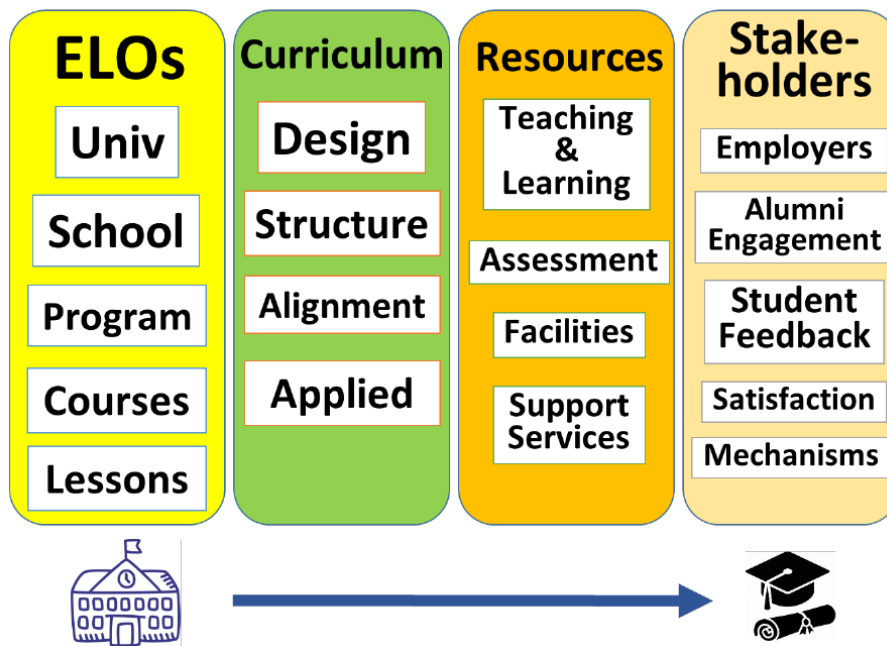 ELOs
Univ
School
Program
Courses
Lessons
Curriculum
Design
Structure
Alignment
Applied
Resources
Teaching
&
Learning
Assessment
Facilities
Support
Services
Stake-
holders
Employers
Alumni
Engagement
Student
Feedback
Satisfaction
Mechanisms